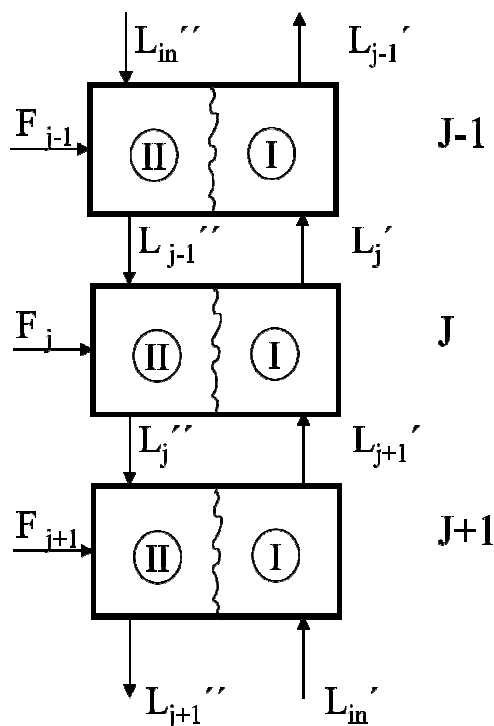 L_in´´ L_j-1´
F_j-1 II I J-1
L_j-1´´ L_j´
F_j II I J
L_j´´ L_j+1´
F_j+1 II I J+1
L_j+1´´ L_in´